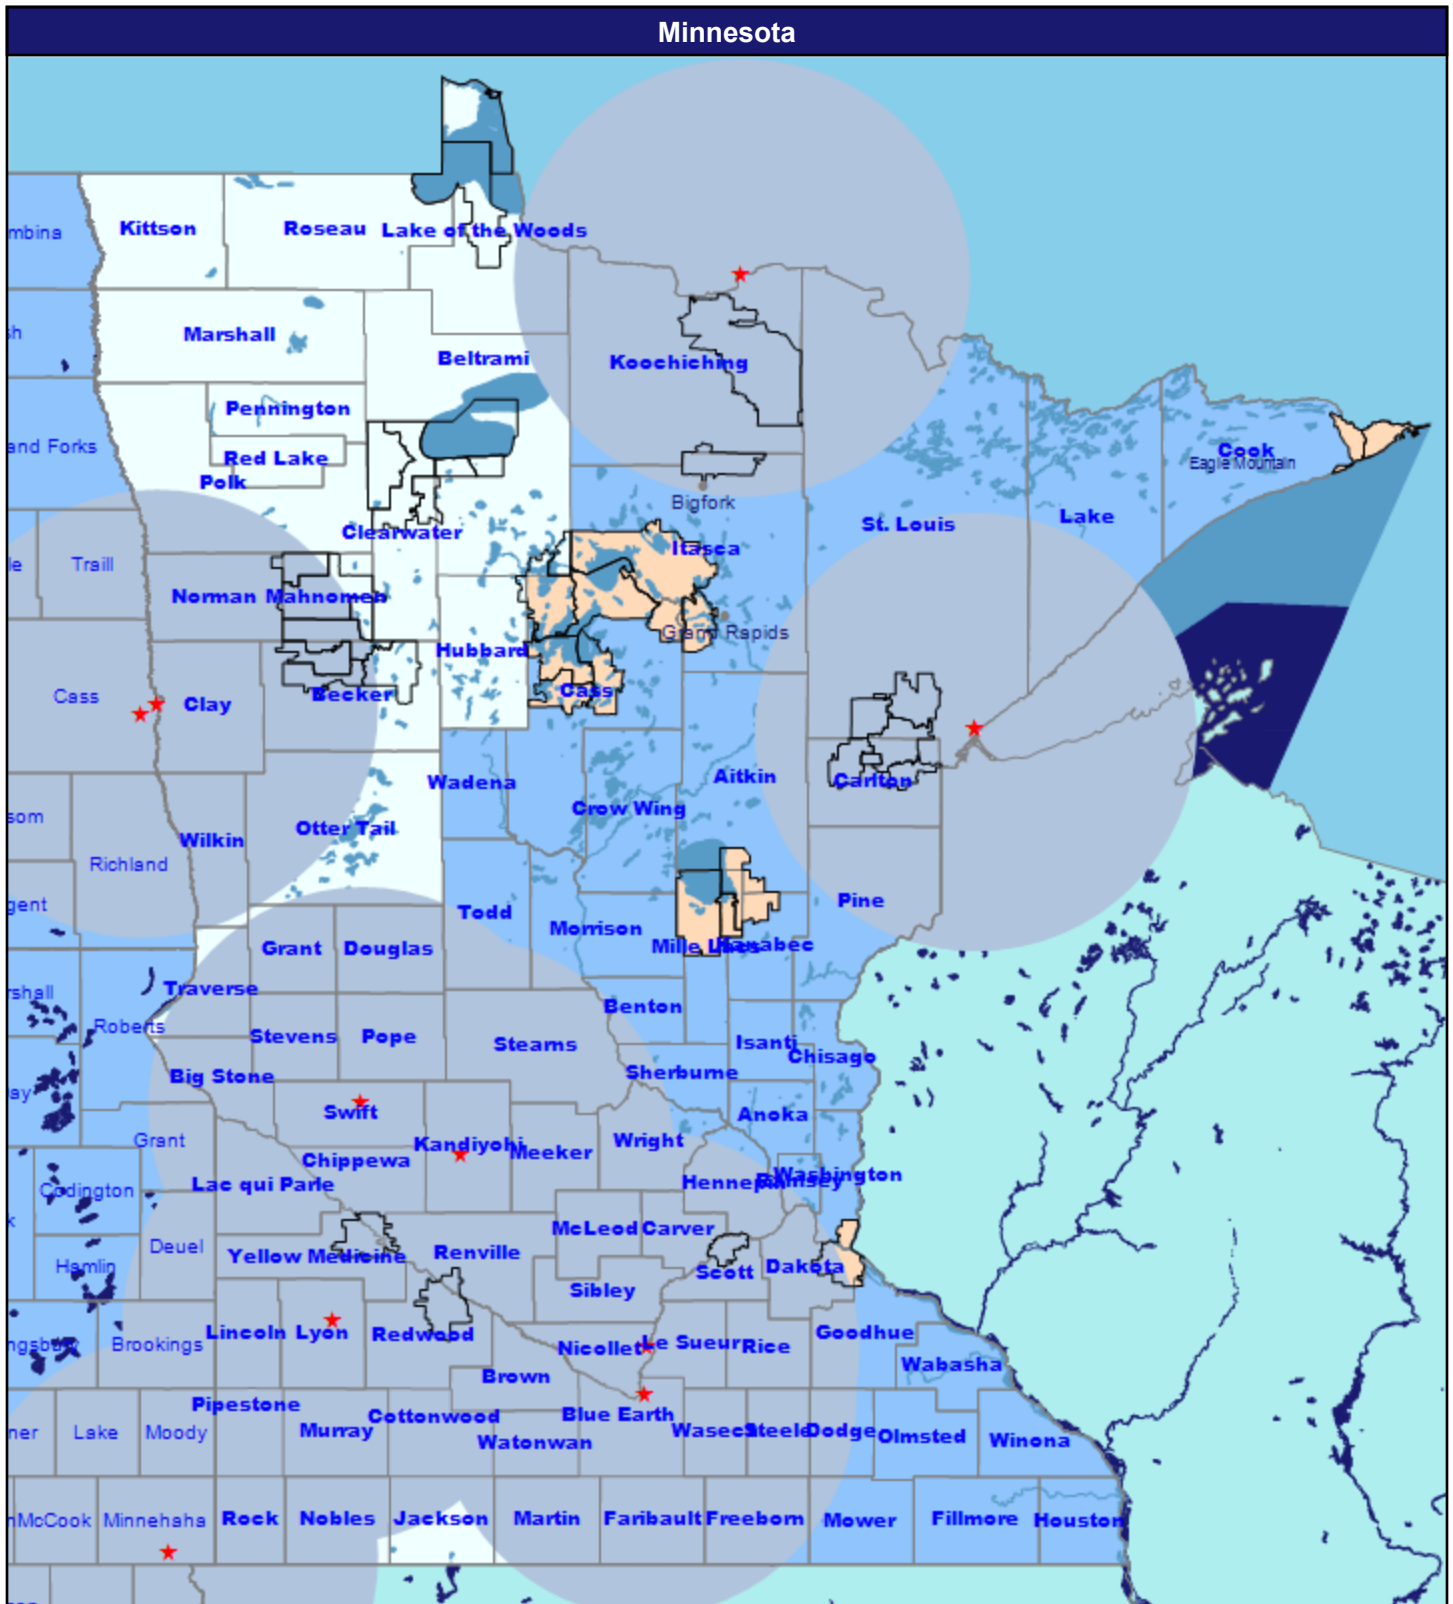 Minnesota
Kittson
Roseau
Lake of the Woods
mbina
sh
Marshall
Beltrami
Koochiching
Pennington
and Forks
Red Lake
Polk
Cook
Eagle Mountain
Bigfork
Clearwater
St. Louis
Lake
Itasca
le
Traill
Norman
Mahnomen
Grand Rapids
Hubbard
Cass
Clay
Becker
Cass
Wadena
Aitkin
Carlton
som
Crow Wing
Otter Tail
Wilkin
Richland
gent
Todd
Morrison
Pine
Mille Lacs
Kanabec
Grant
Douglas
rshall
Traverse
Roberts
Benton
Stevens
Pope
Stearns
Isanti
Chisago
Big Stone
Sherburne
ay
Swift
Anoka
Grant
Kandiyohi
Meeker
Wright
Chippewa
Washington
Ramsey
Hennepin
Lac qui Parle
Codington
k
McLeod
Carver
Deuel
Yellow Medicine
Renville
Hamlin
Scott
Dakota
Sibley
ngsbury
Brookings
Lincoln
Lyon
Redwood
Nicollet
Le Sueur
Rice
Goodhue
Wabasha
Brown
Pipestone
Cottonwood
Blue Earth
ner
Lake
Moody
Murray
Watonwan
Waseca
Steele
Dodge
Olmsted
Winona
McCook
Minnehaha
Rock
Nobles
Jackson
Martin
Faribault
Freeborn
Mower
Fillmore
Houston